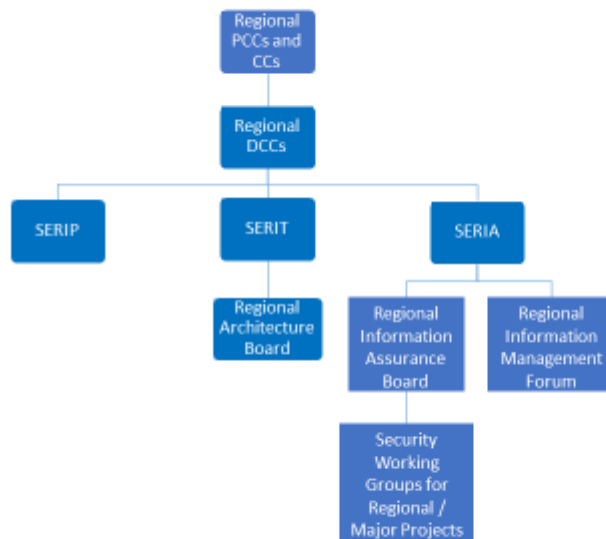 Regional
PCCs and
CCs
Regional
DCCs
SERIP
SERIT
SERIA
Regional
Architecture
Board
Regional
Information
Assurance
Board
Regional
Information
Management
Forum
Security
Working
Groups for
Regional /
Major Projects